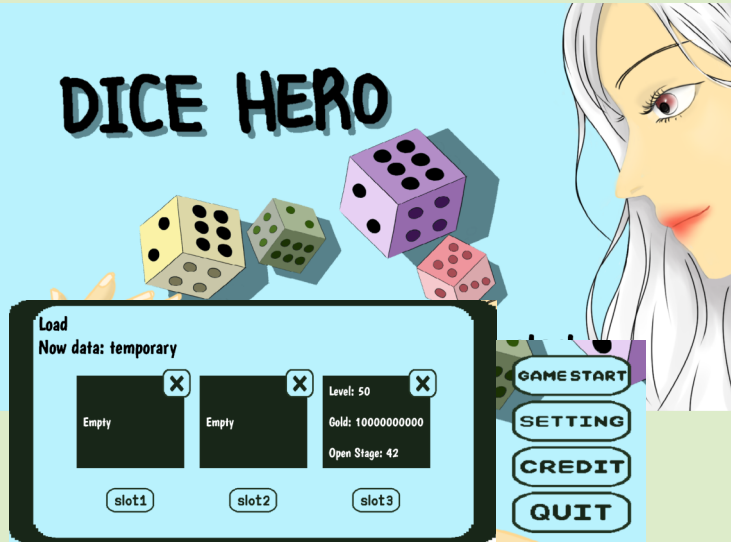 DICE HERO
Load
Now data: temporary
Empty
Empty
Level: 50
Gold: 10000000000
Open Stage: 42
slot1
slot2
slot3
GAME START
SETTING
CREDIT
QUIT